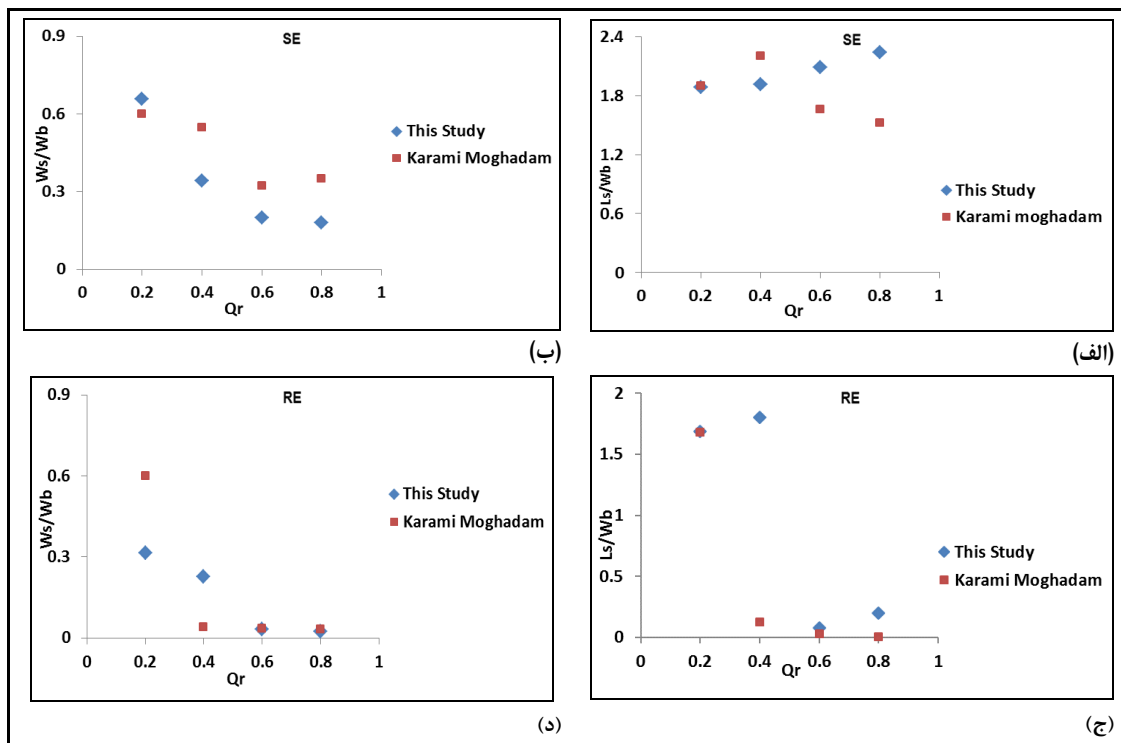 SE
2.4
1.8
1.2
0.6
0
Ls/Wb
0 0.2 0.4 0.6 0.8 1
Qr
This Study
Karami moghadam
(الف)
SE
0.9
0.6
0.3
0
Ws/Wb
0 0.2 0.4 0.6 0.8 1
Qr
This Study
Karami Moghadam
(ب)
RE
2
1.5
1
0.5
0
Ls/Wb
0 0.2 0.4 0.6 0.8 1
Qr
This Study
Karami Moghadam
(ج)
RE
0.9
0.6
0.3
0
Ws/Wb
0 0.2 0.4 0.6 0.8 1
Qr
This Study
Karami Moghadam
(د)